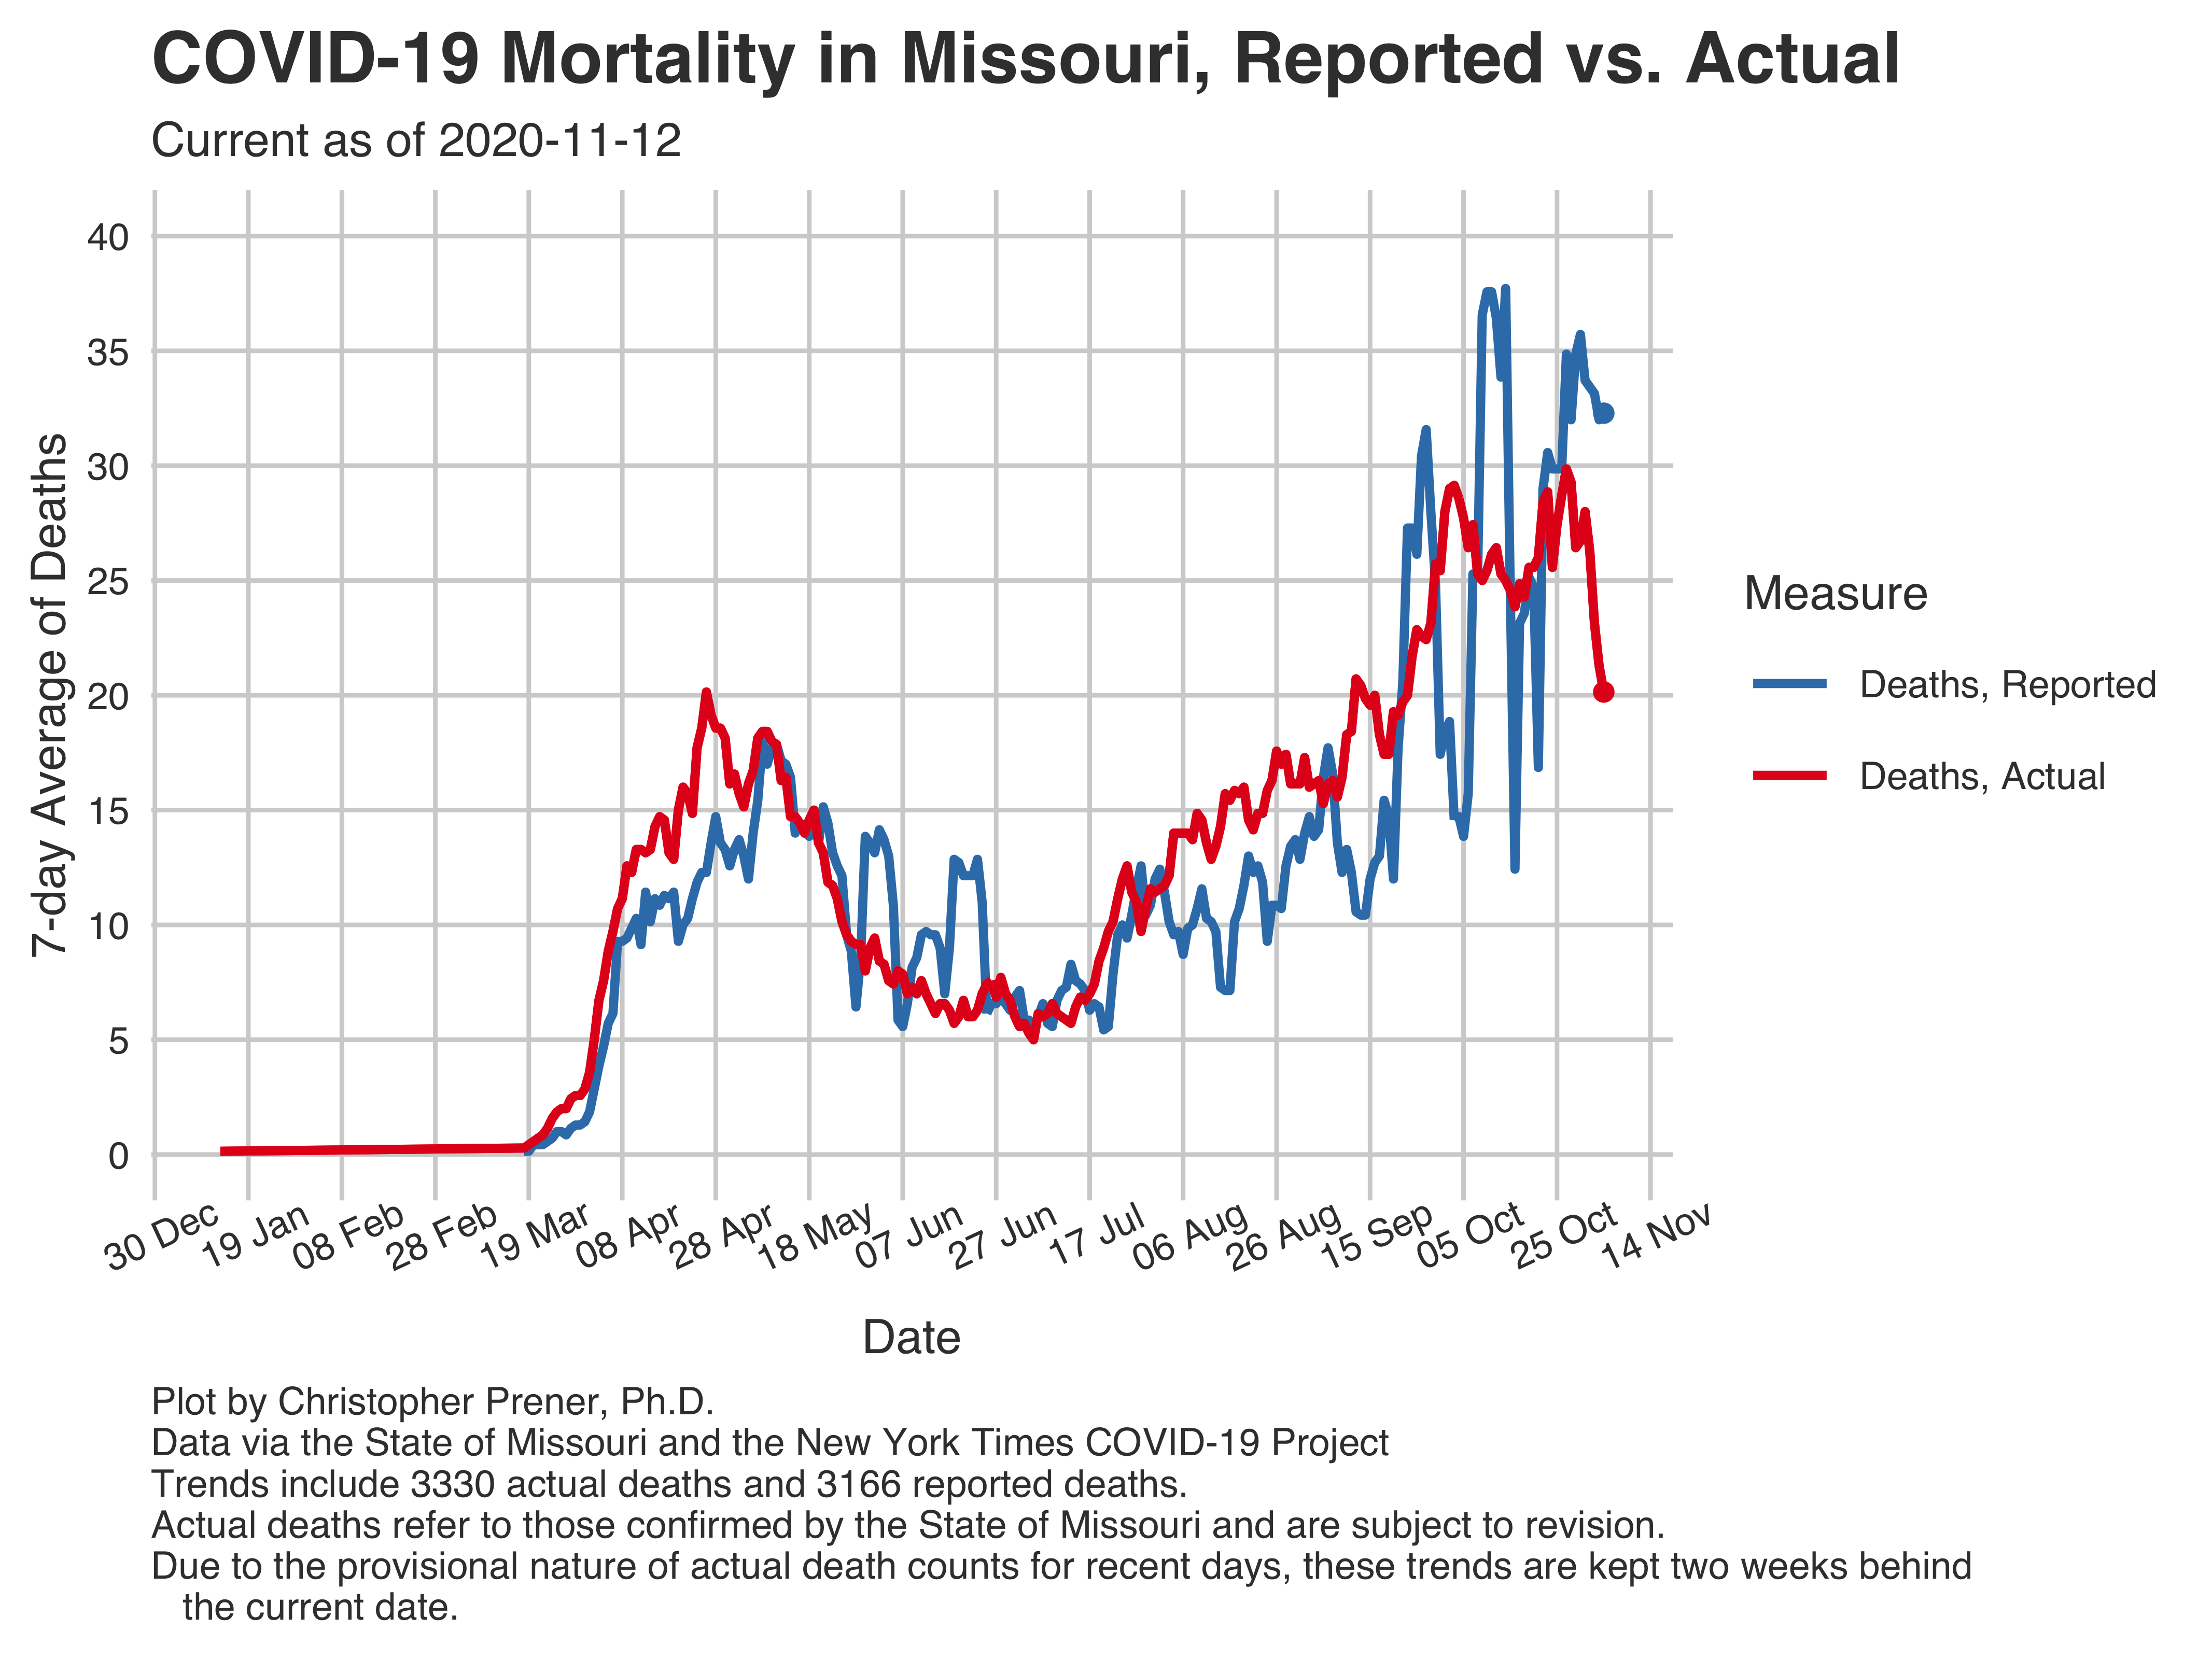 COVID-19 Mortality in Missouri, Reported vs. Actual
Current as of 2020-11-12
7-day Average of Deaths
40
35
30
25
20
15
10
5
0
30 Dec
19 Jan
08 Feb
28 Feb
19 Mar
08 Apr
28 Apr
18 May
07 Jun
27 Jun
17 Jul
06 Aug
26 Aug
15 Sep
05 Oct
25 Oct
14 Nov
Date
Measure
Deaths, Reported
Deaths, Actual
Plot by Christopher Prener, Ph.D.
Data via the State of Missouri and the New York Times COVID-19 Project
Trends include 3330 actual deaths and 3166 reported deaths.
Actual deaths refer to those confirmed by the State of Missouri and are subject to revision.
Due to the provisional nature of actual death counts for recent days, these trends are kept two weeks behind
the current date.